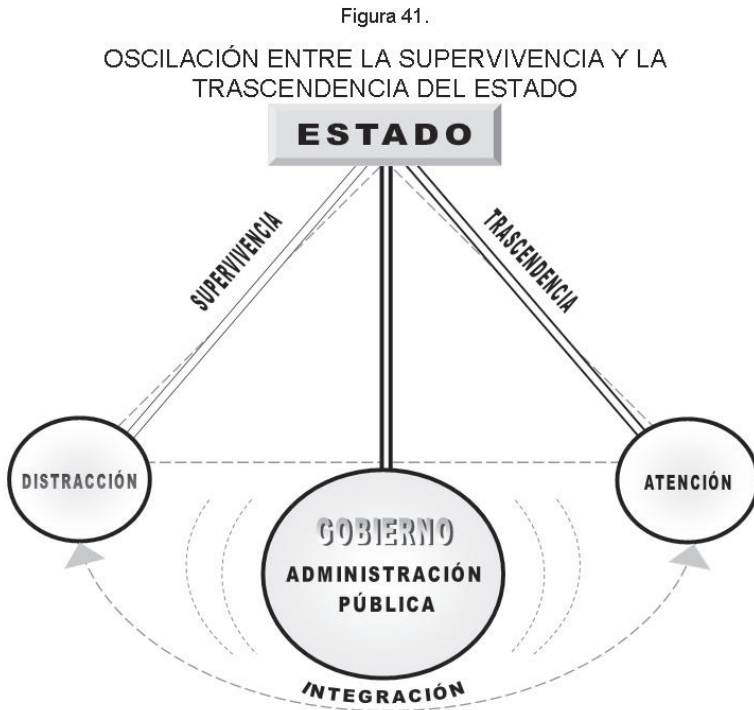 Figura 41.
OSCILACIÓN ENTRE LA SUPERVIVENCIA Y LA
TRASCENDENCIA DEL ESTADO
ESTADO
SUPERVIVENCIA
TRASCENDENCIA
DISTRACCIÓN
ATENCIÓN
GOBIERNO
ADMINISTRACIÓN
PÚBLICA
INTEGRACIÓN